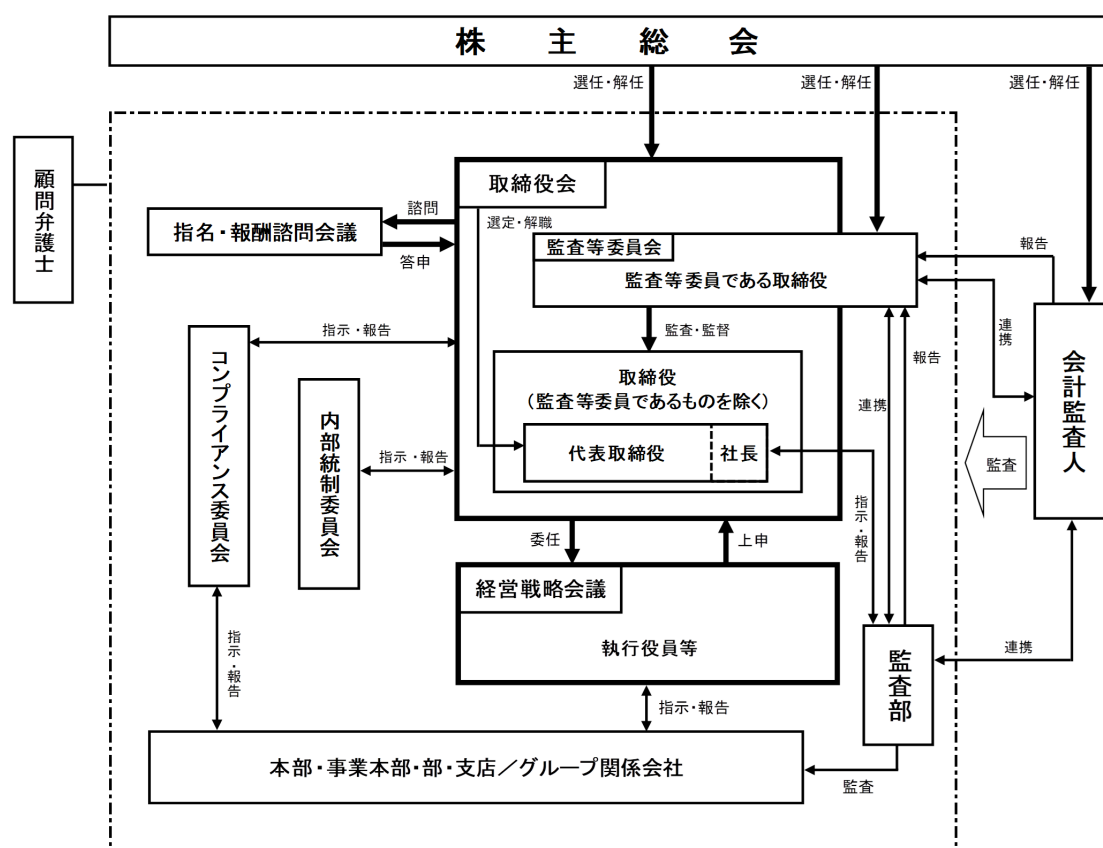 株主総会
選任・解任
選任・解任
選任・解任
顧問弁護士
取締役会
諮問
指名・報酬諮問会議
答申
選定・解職
監査等委員会
監査等委員である取締役
報告
連携
監査・監督
指示・報告
コンプライアンス委員会
取締役
(監査等委員であるものを除く)
代表取締役
社長
内部統制委員会
指示・報告
連携
報告
会計監査人
監査
指示・報告
委任
上申
経営戦略会議
執行役員等
指示・報告
監査部
連携
指示・報告
本部・事業本部・部・支店／グループ関係会社
監査